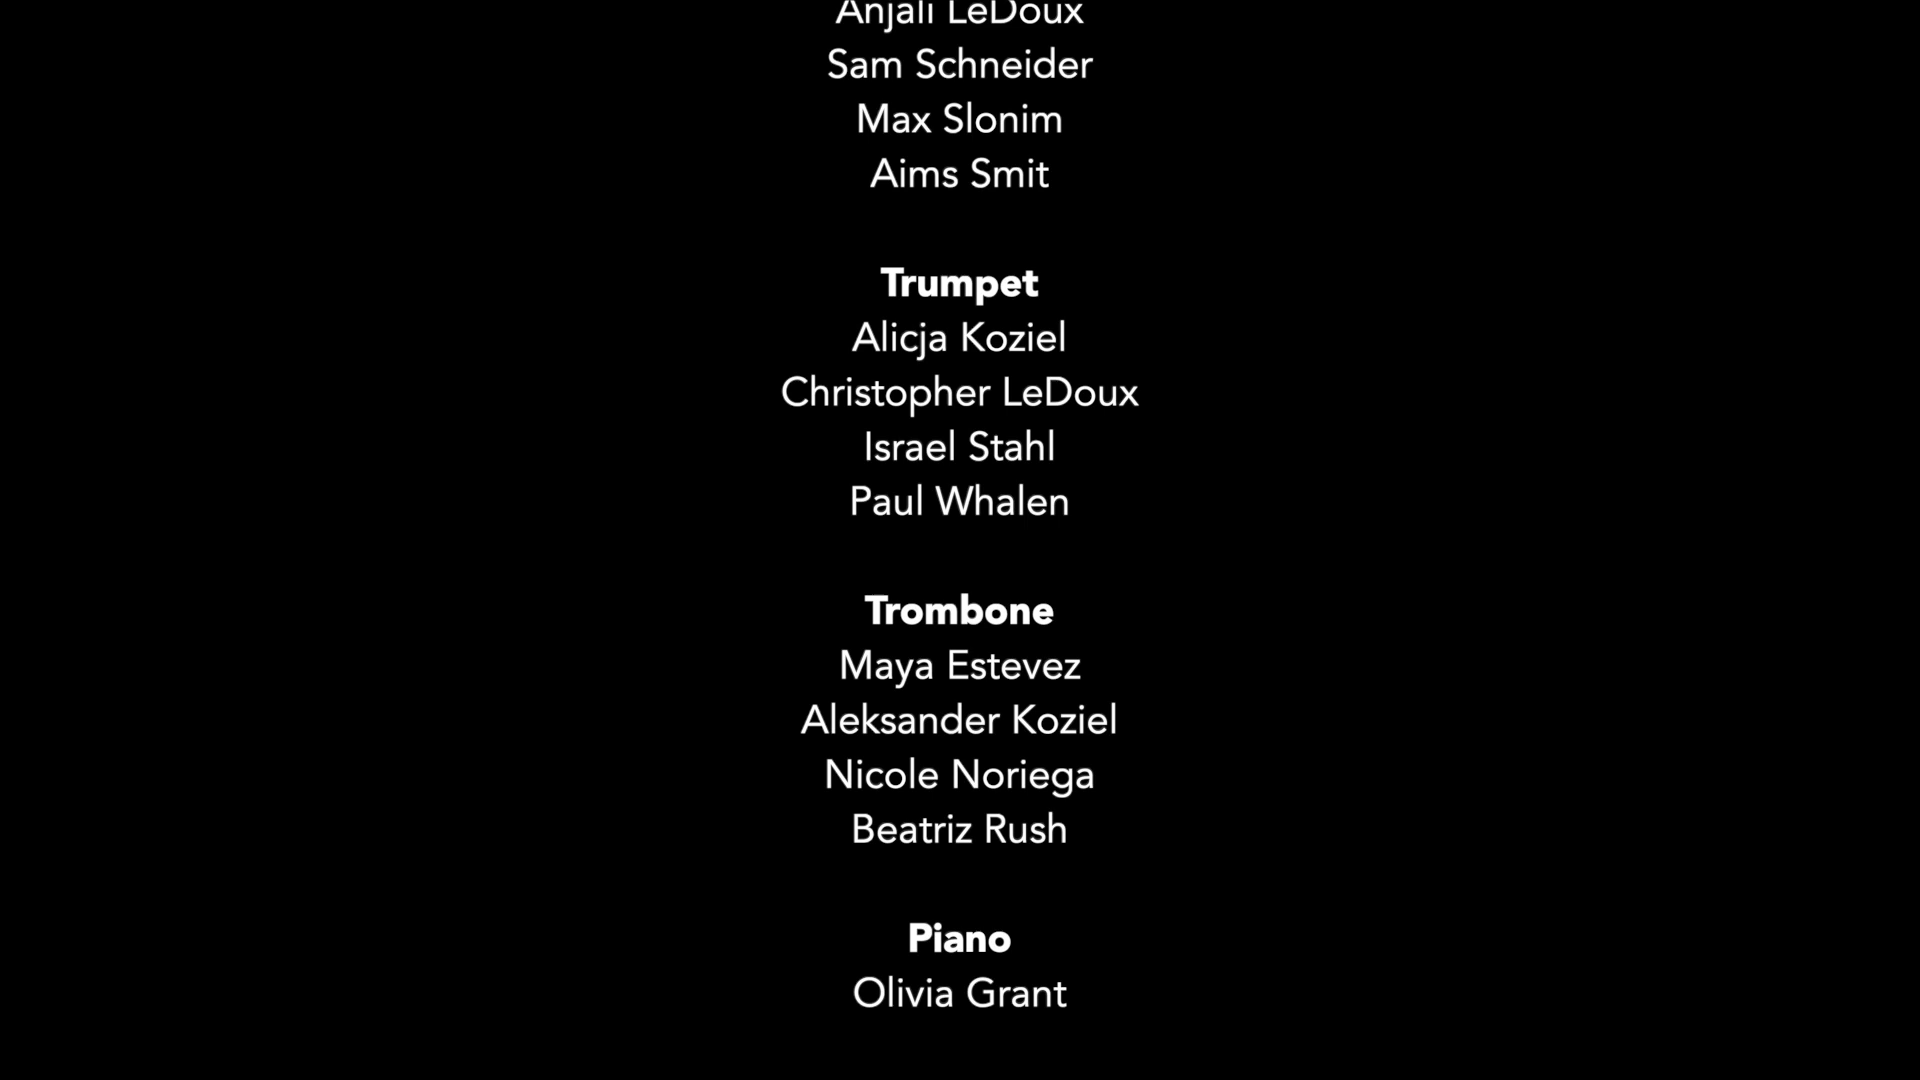 Anjali LeDoux
Sam Schneider
Max Slonim
Aims Smit
Trumpet
Alicja Koziel
Christopher LeDoux
Israel Stahl
Paul Whalen
Trombone
Maya Estevez
Aleksander Koziel
Nicole Noriega
Beatriz Rush
Piano
Olivia Grant